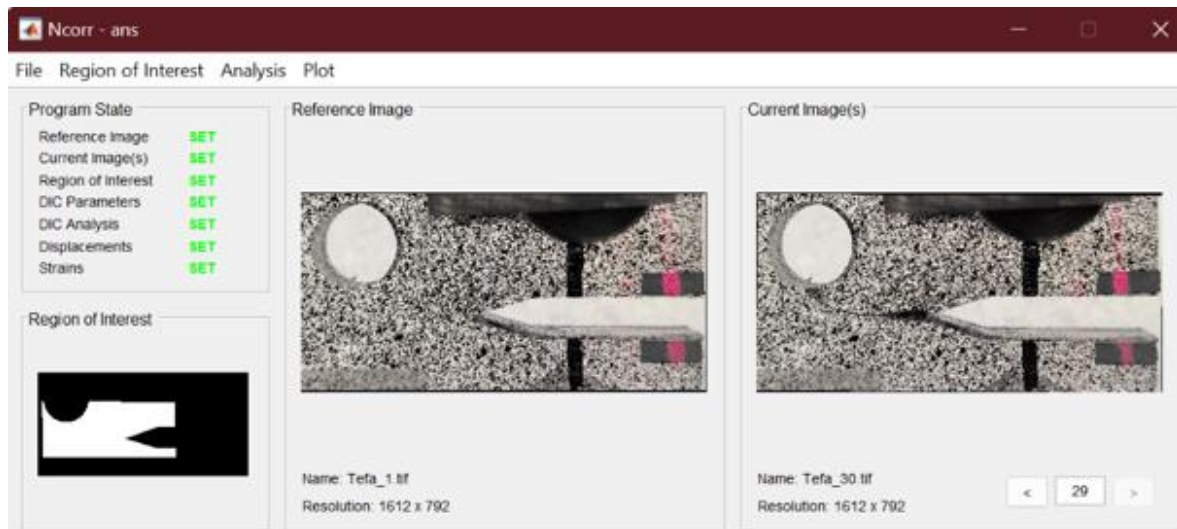 Ncorr - ans
File Region of Interest Analysis Plot
Program State
Reference Image SET
Current Image(s) SET
Region of Interest SET
DIC Parameters SET
DIC Analysis SET
Displacements SET
Strains SET
Region of Interest
Reference Image
Name: Tefa_1.tif
Resolution: 1612 x 792
Current Image(s)
Name: Tefa_30.tif
Resolution: 1612 x 792
< 29 >